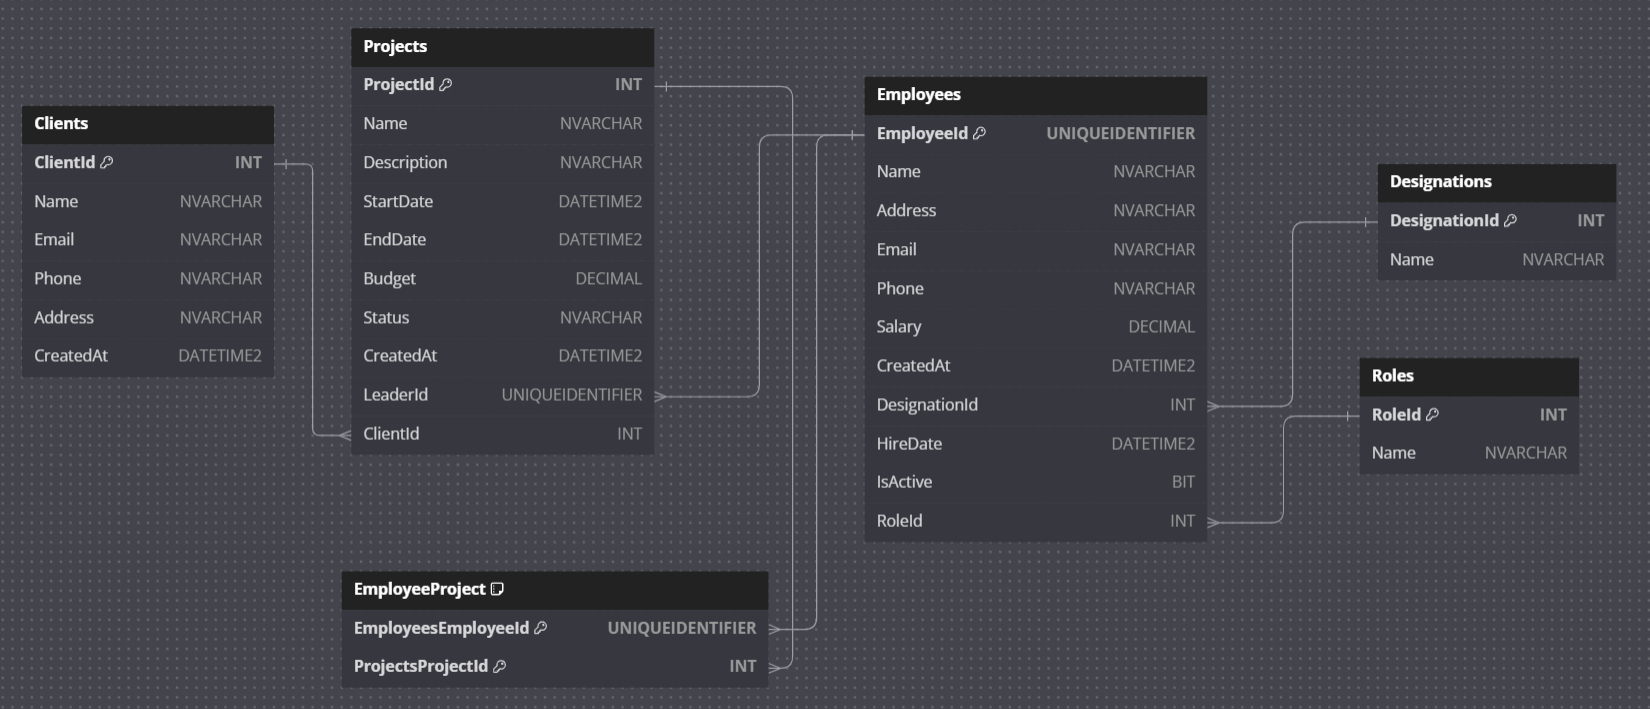 Clients
ClientId INT
Name NVARCHAR
Email NVARCHAR
Phone NVARCHAR
Address NVARCHAR
CreatedAt DATETIME2
Projects
ProjectId INT
Name NVARCHAR
Description NVARCHAR
StartDate DATETIME2
EndDate DATETIME2
Budget DECIMAL
Status NVARCHAR
CreatedAt DATETIME2
LeaderId UNIQUEIDENTIFIER
ClientId INT
EmployeeProject
EmployeesEmployeeId UNIQUEIDENTIFIER
ProjectsProjectId INT
Employees
EmployeeId UNIQUEIDENTIFIER
Name NVARCHAR
Address NVARCHAR
Email NVARCHAR
Phone NVARCHAR
Salary DECIMAL
CreatedAt DATETIME2
DesignationId INT
HireDate DATETIME2
IsActive BIT
RoleId INT
Designations
DesignationId INT
Name NVARCHAR
Roles
RoleId INT
Name NVARCHAR